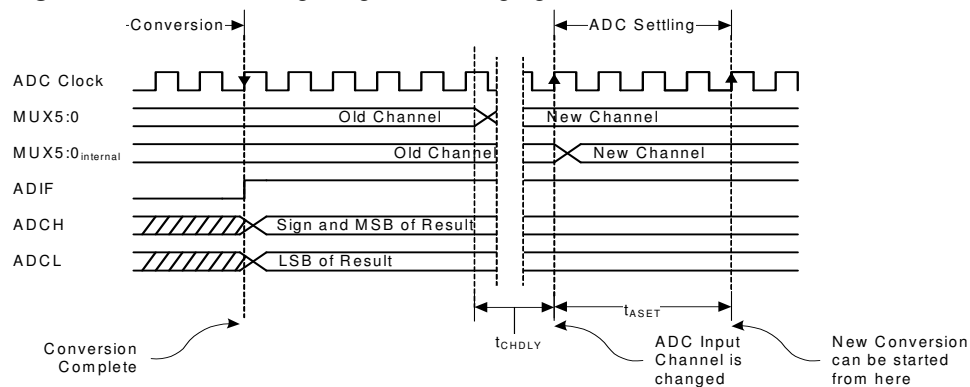 Conversion
ADC Settling
ADC Clock
MUX5:0
Old Channel
New Channel
MUX5:0internal
Old Channel
New Channel
ADIF
ADCH
Sign and MSB of Result
ADCL
LSB of Result
tCHDLY
tASET
Conversion
Complete
ADC Input
Channel is
changed
New Conversion
can be started
from here